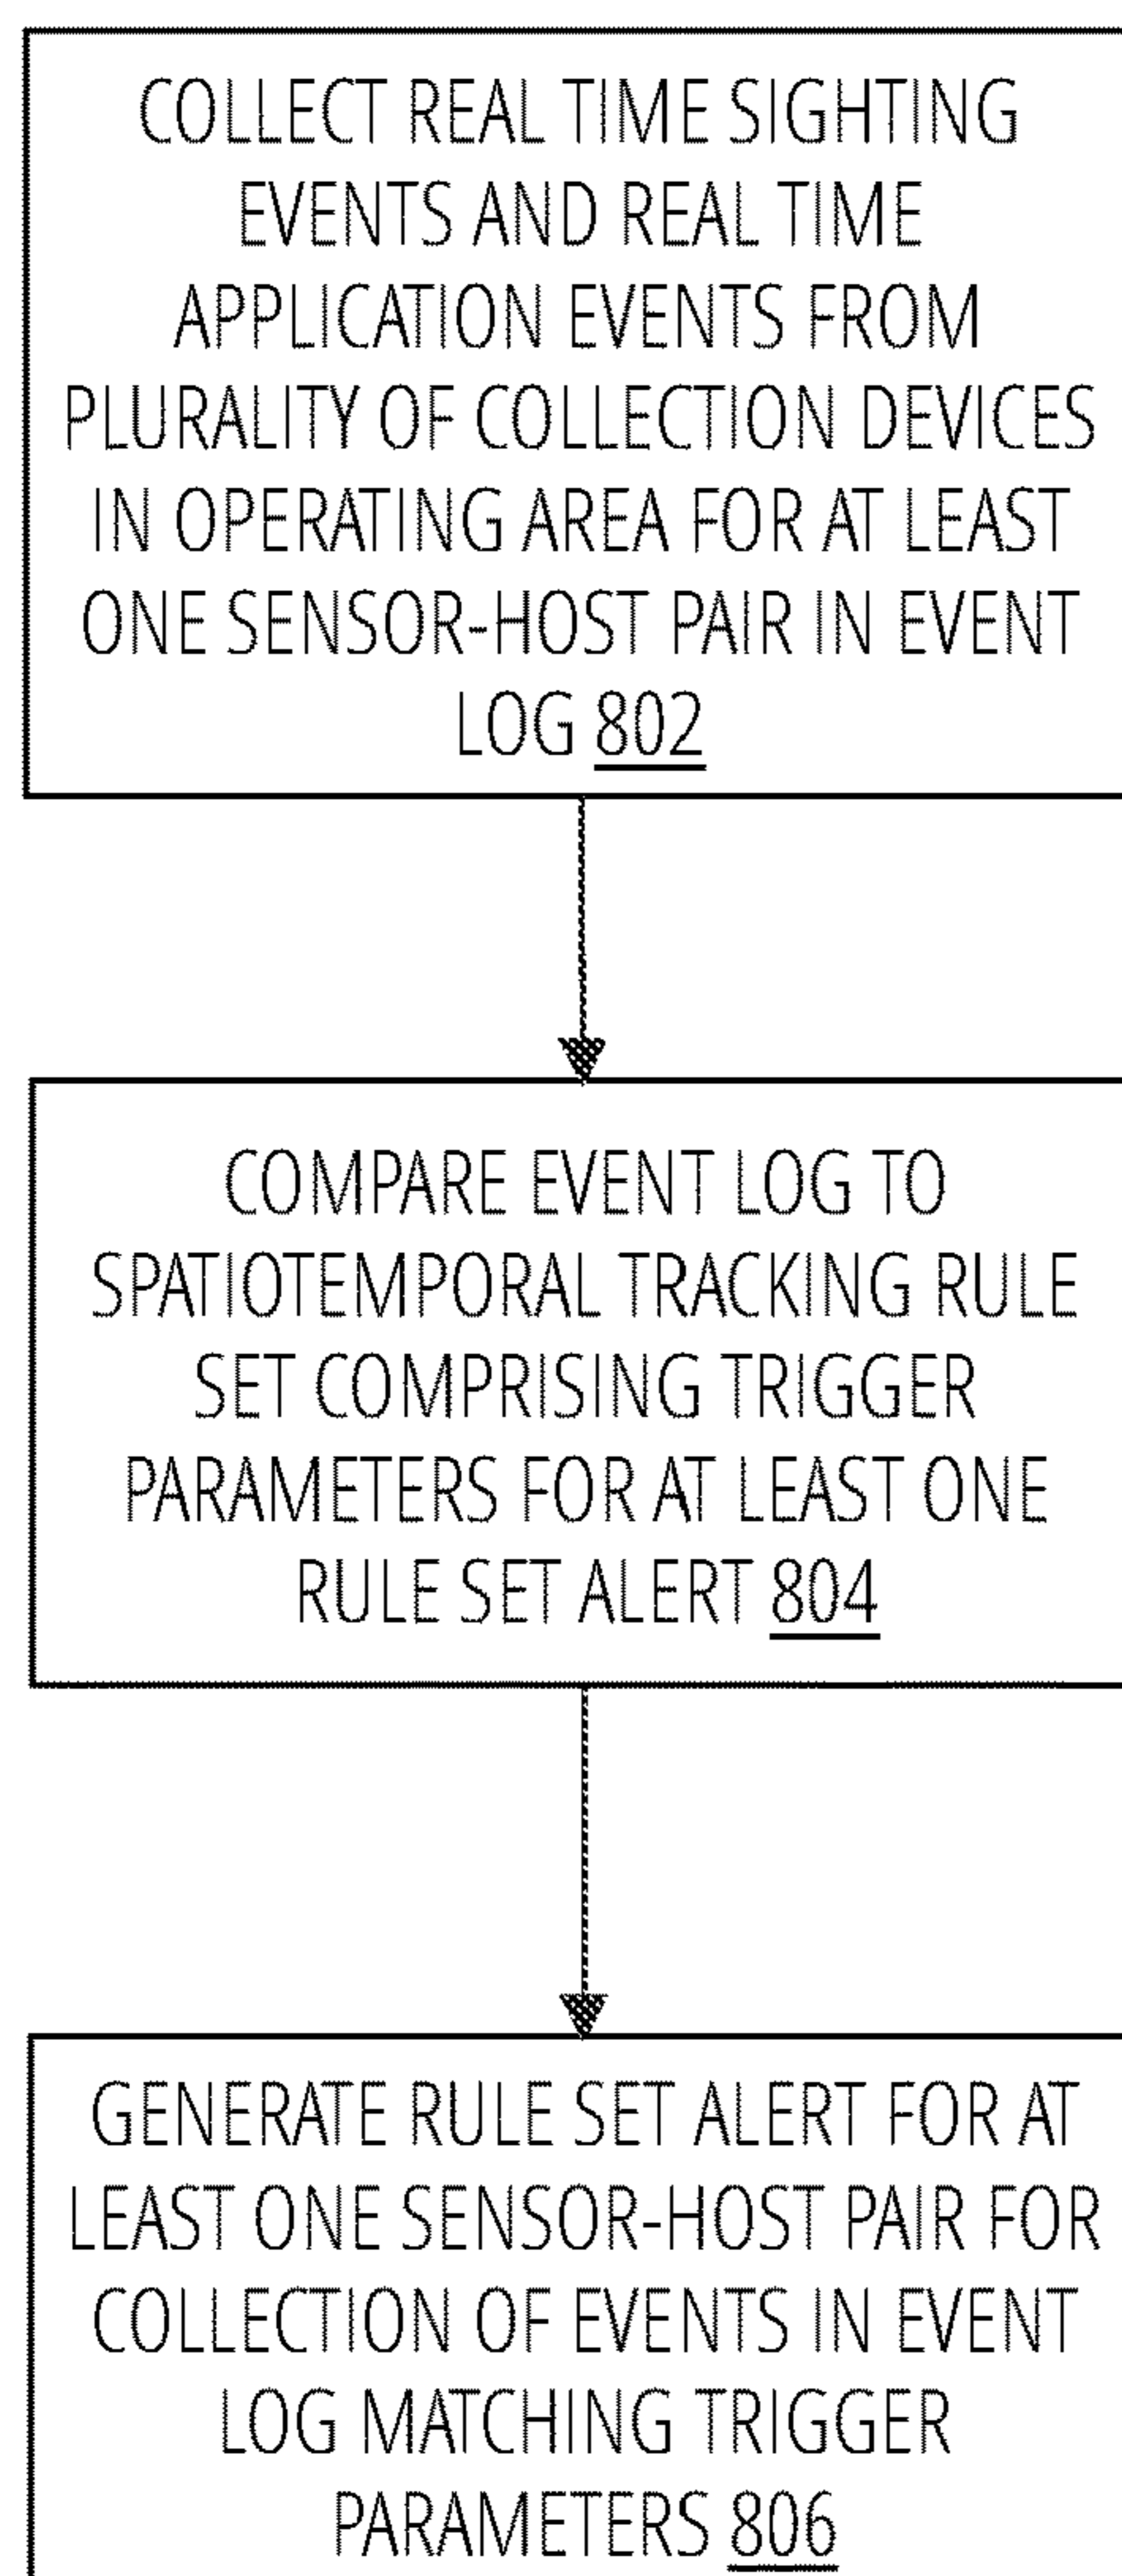 COLLECT REAL TIME SIGHTING
EVENTS AND REAL TIME
APPLICATION EVENTS FROM
PLURALITY OF COLLECTION DEVICES
IN OPERATING AREA FOR AT LEAST
ONE SENSOR-HOST PAIR IN EVENT
LOG 802
COMPARE EVENT LOG TO
SPATIOTEMPORAL TRACKING RULE
SET COMPRISING TRIGGER
PARAMETERS FOR AT LEAST ONE
RULE SET ALERT 804
GENERATE RULE SET ALERT FOR AT
LEAST ONE SENSOR-HOST PAIR FOR
COLLECTION OF EVENTS IN EVENT
LOG MATCHING TRIGGER
PARAMETERS 806